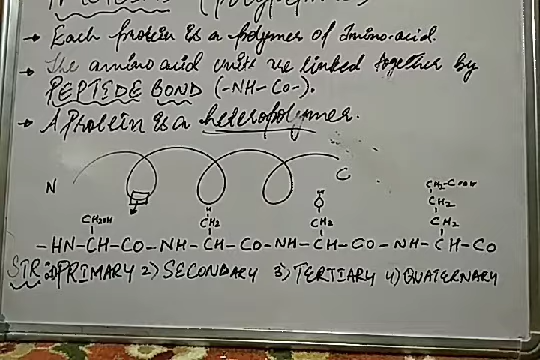 → Each protein is a polymer of Amino-acid.
→ The amino acid units are linked together by
PEPTIDE BOND (-NH-CO-).
→ A Protein is a heteropolymer.
N
C
CH2OH
CH2
CH2
CH2-COOH
CH2
CH2
-HN-CH-CO-NH-CH-CO-NH-CH-CO-NH-CH-CO
STR: 1) PRIMARY 2) SECONDARY 3) TERTIARY 4) QUATERNARY